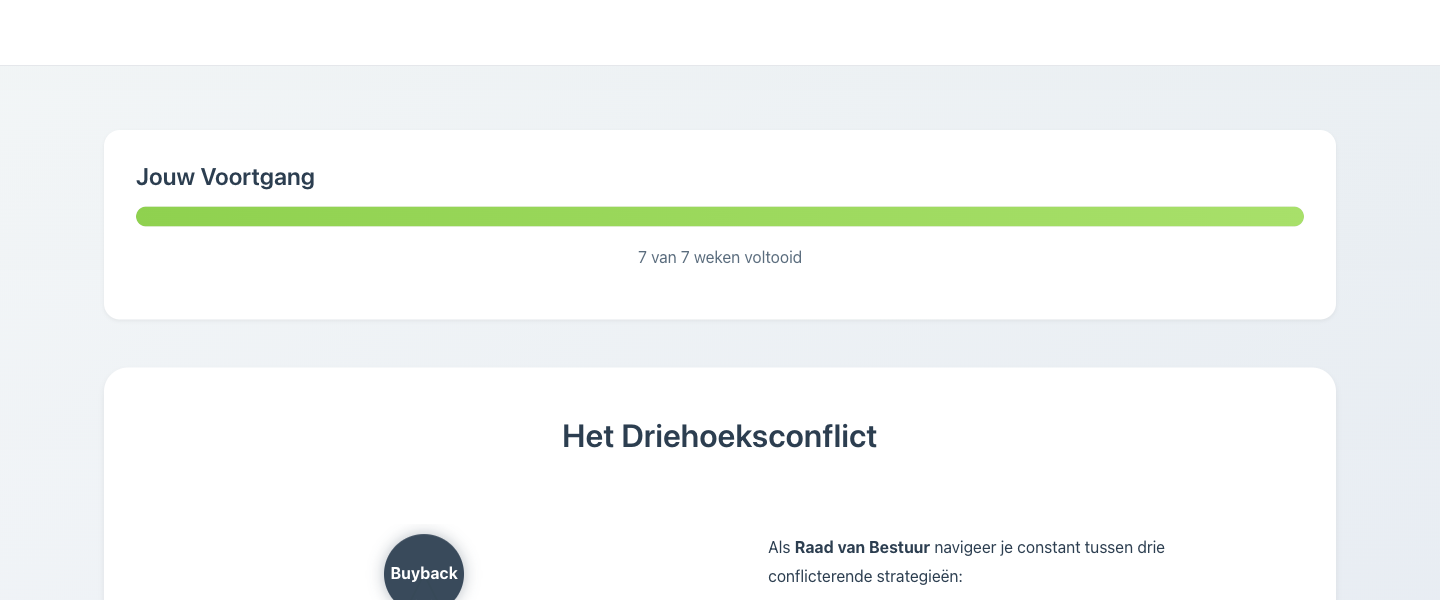 Jouw Voortgang
7 van 7 weken voltooid
Het Driehoeksconflict
Buyback
Als Raad van Bestuur navigeer je constant tussen drie
conflicterende strategieën: